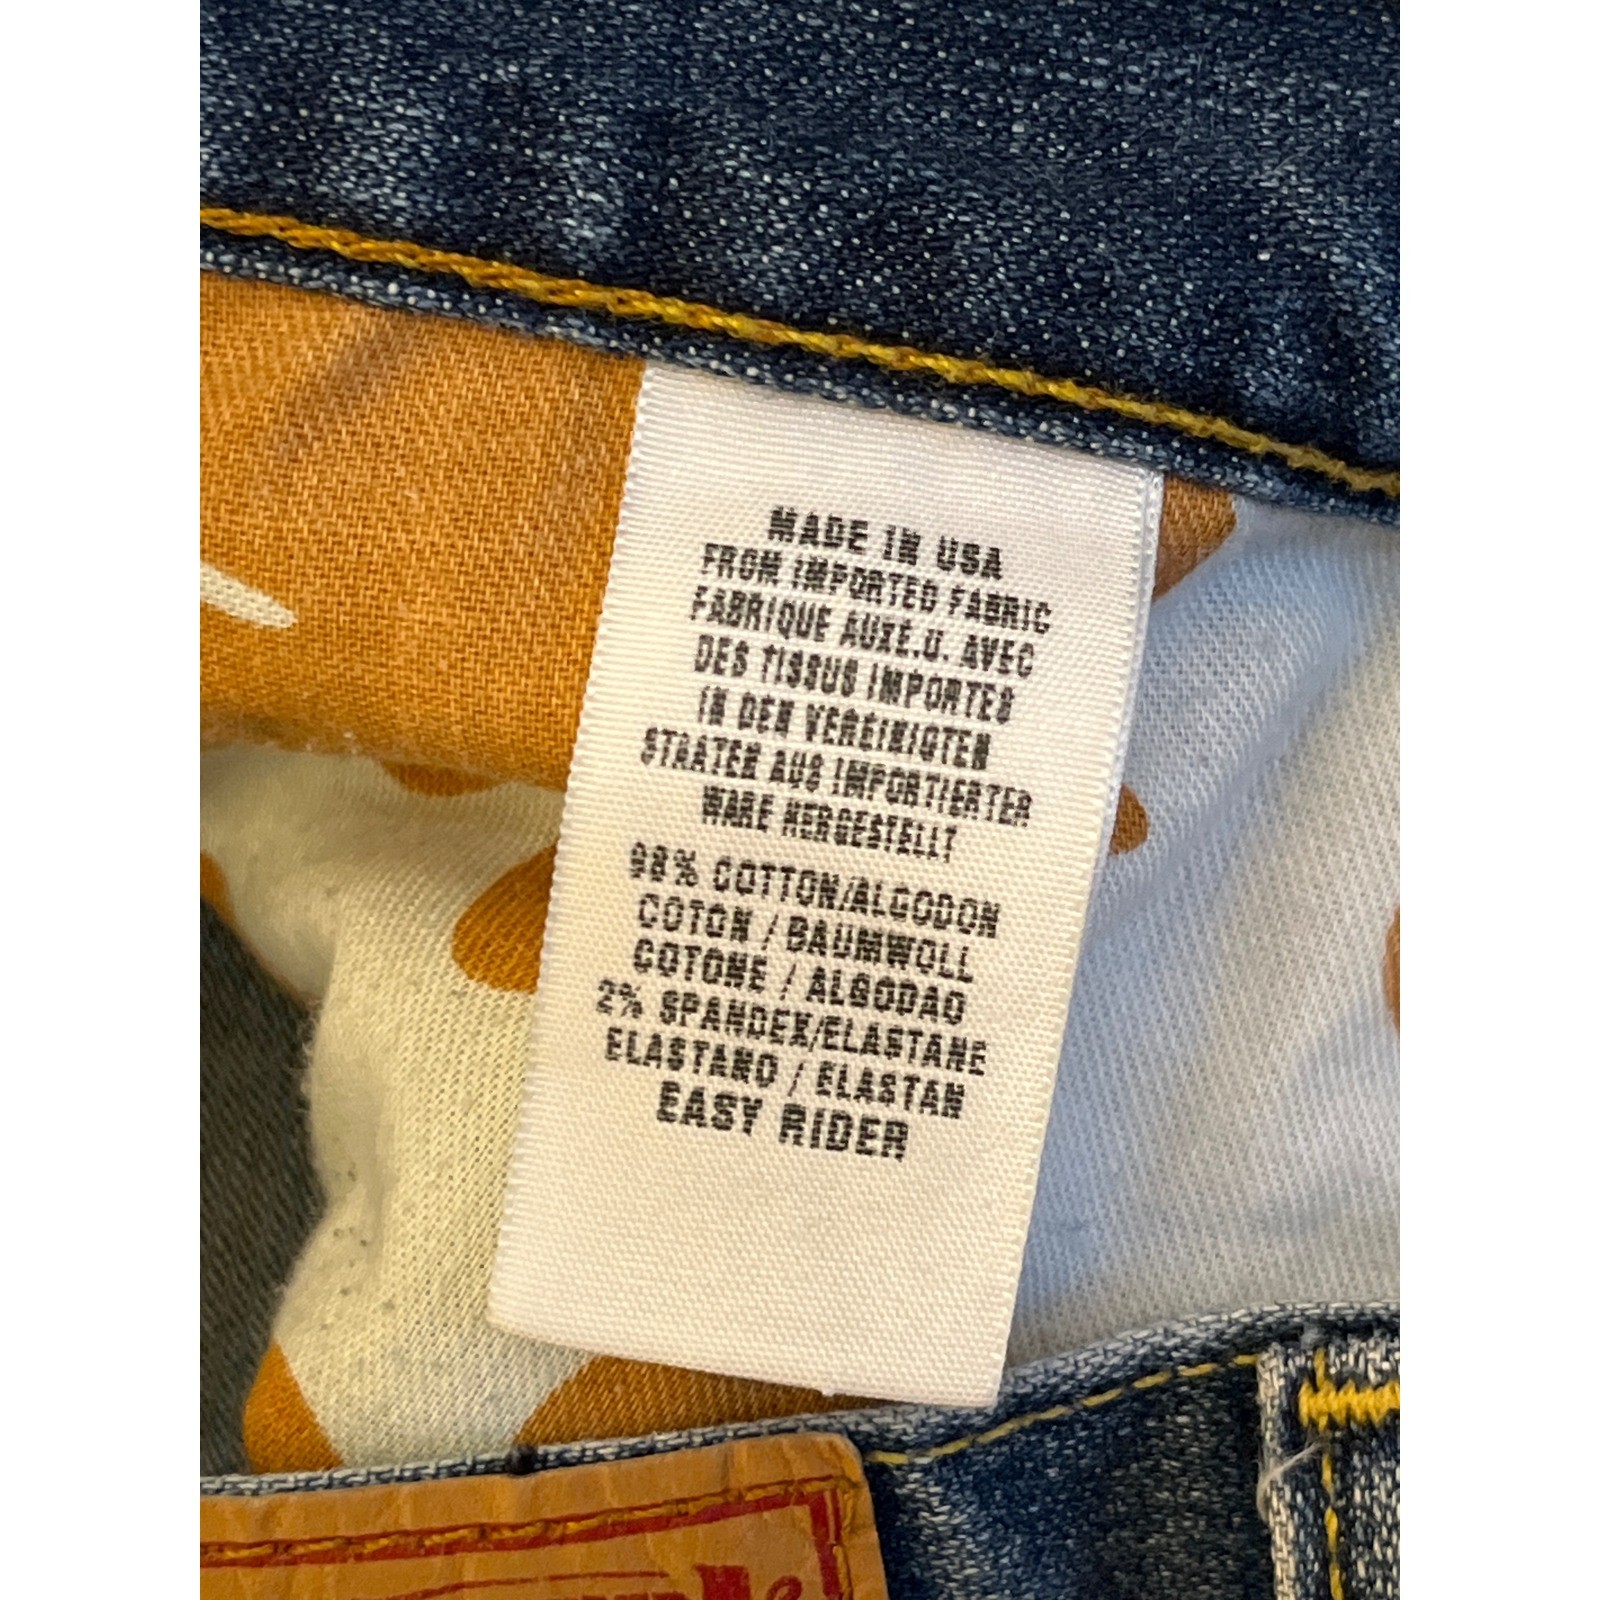 MADE IN USA
FROM IMPORTED FABRIC
FABRIQUE AUXE.U. AVEC
DES TISSUS IMPORTES
IN DEN VEREINIGTEN
STAATEN AUS IMPORTIERTER
WARE HERGESTELLT
98% COTTON/ALGODON
COTON / BAUMWOLL
COTONE / ALGODAO
2% SPANDEX/ELASTANE
ELASTANO / ELASTAN
EASY RIDER